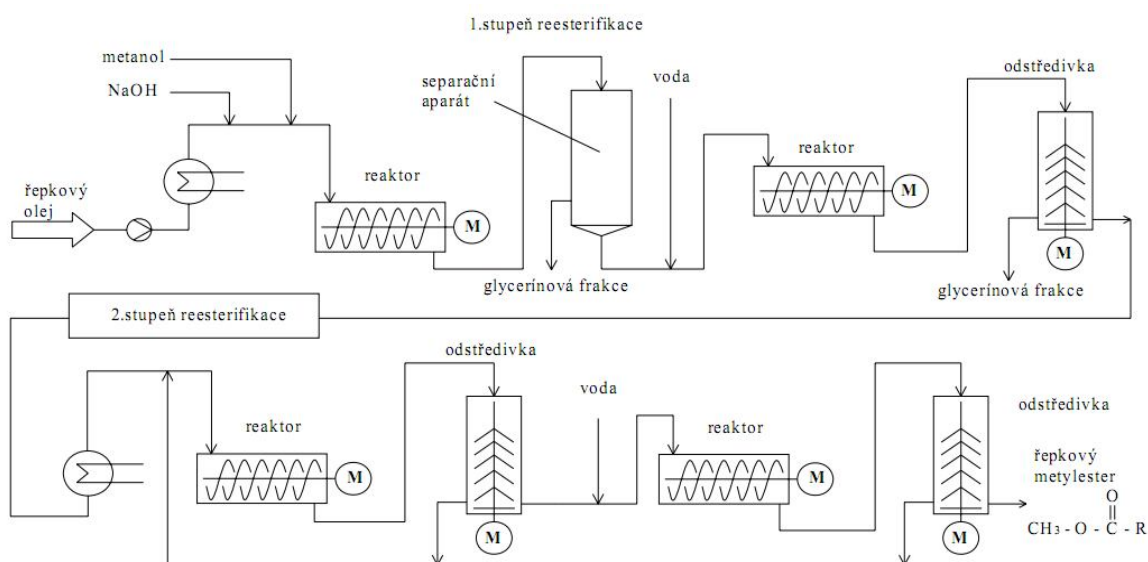 1.stupeň reesterifikace
metanol
NaOH
separační
aparát
voda
odstředivka
reaktor
reaktor
řepkový
olej
M
M
M
glycerínová frakce
glycerínová frakce
2.stupeň reesterifikace
odstředivka
voda
reaktor
reaktor
odstředivka
M
M
M
M
řepkový
metylester
O
CH3 - O - C - R